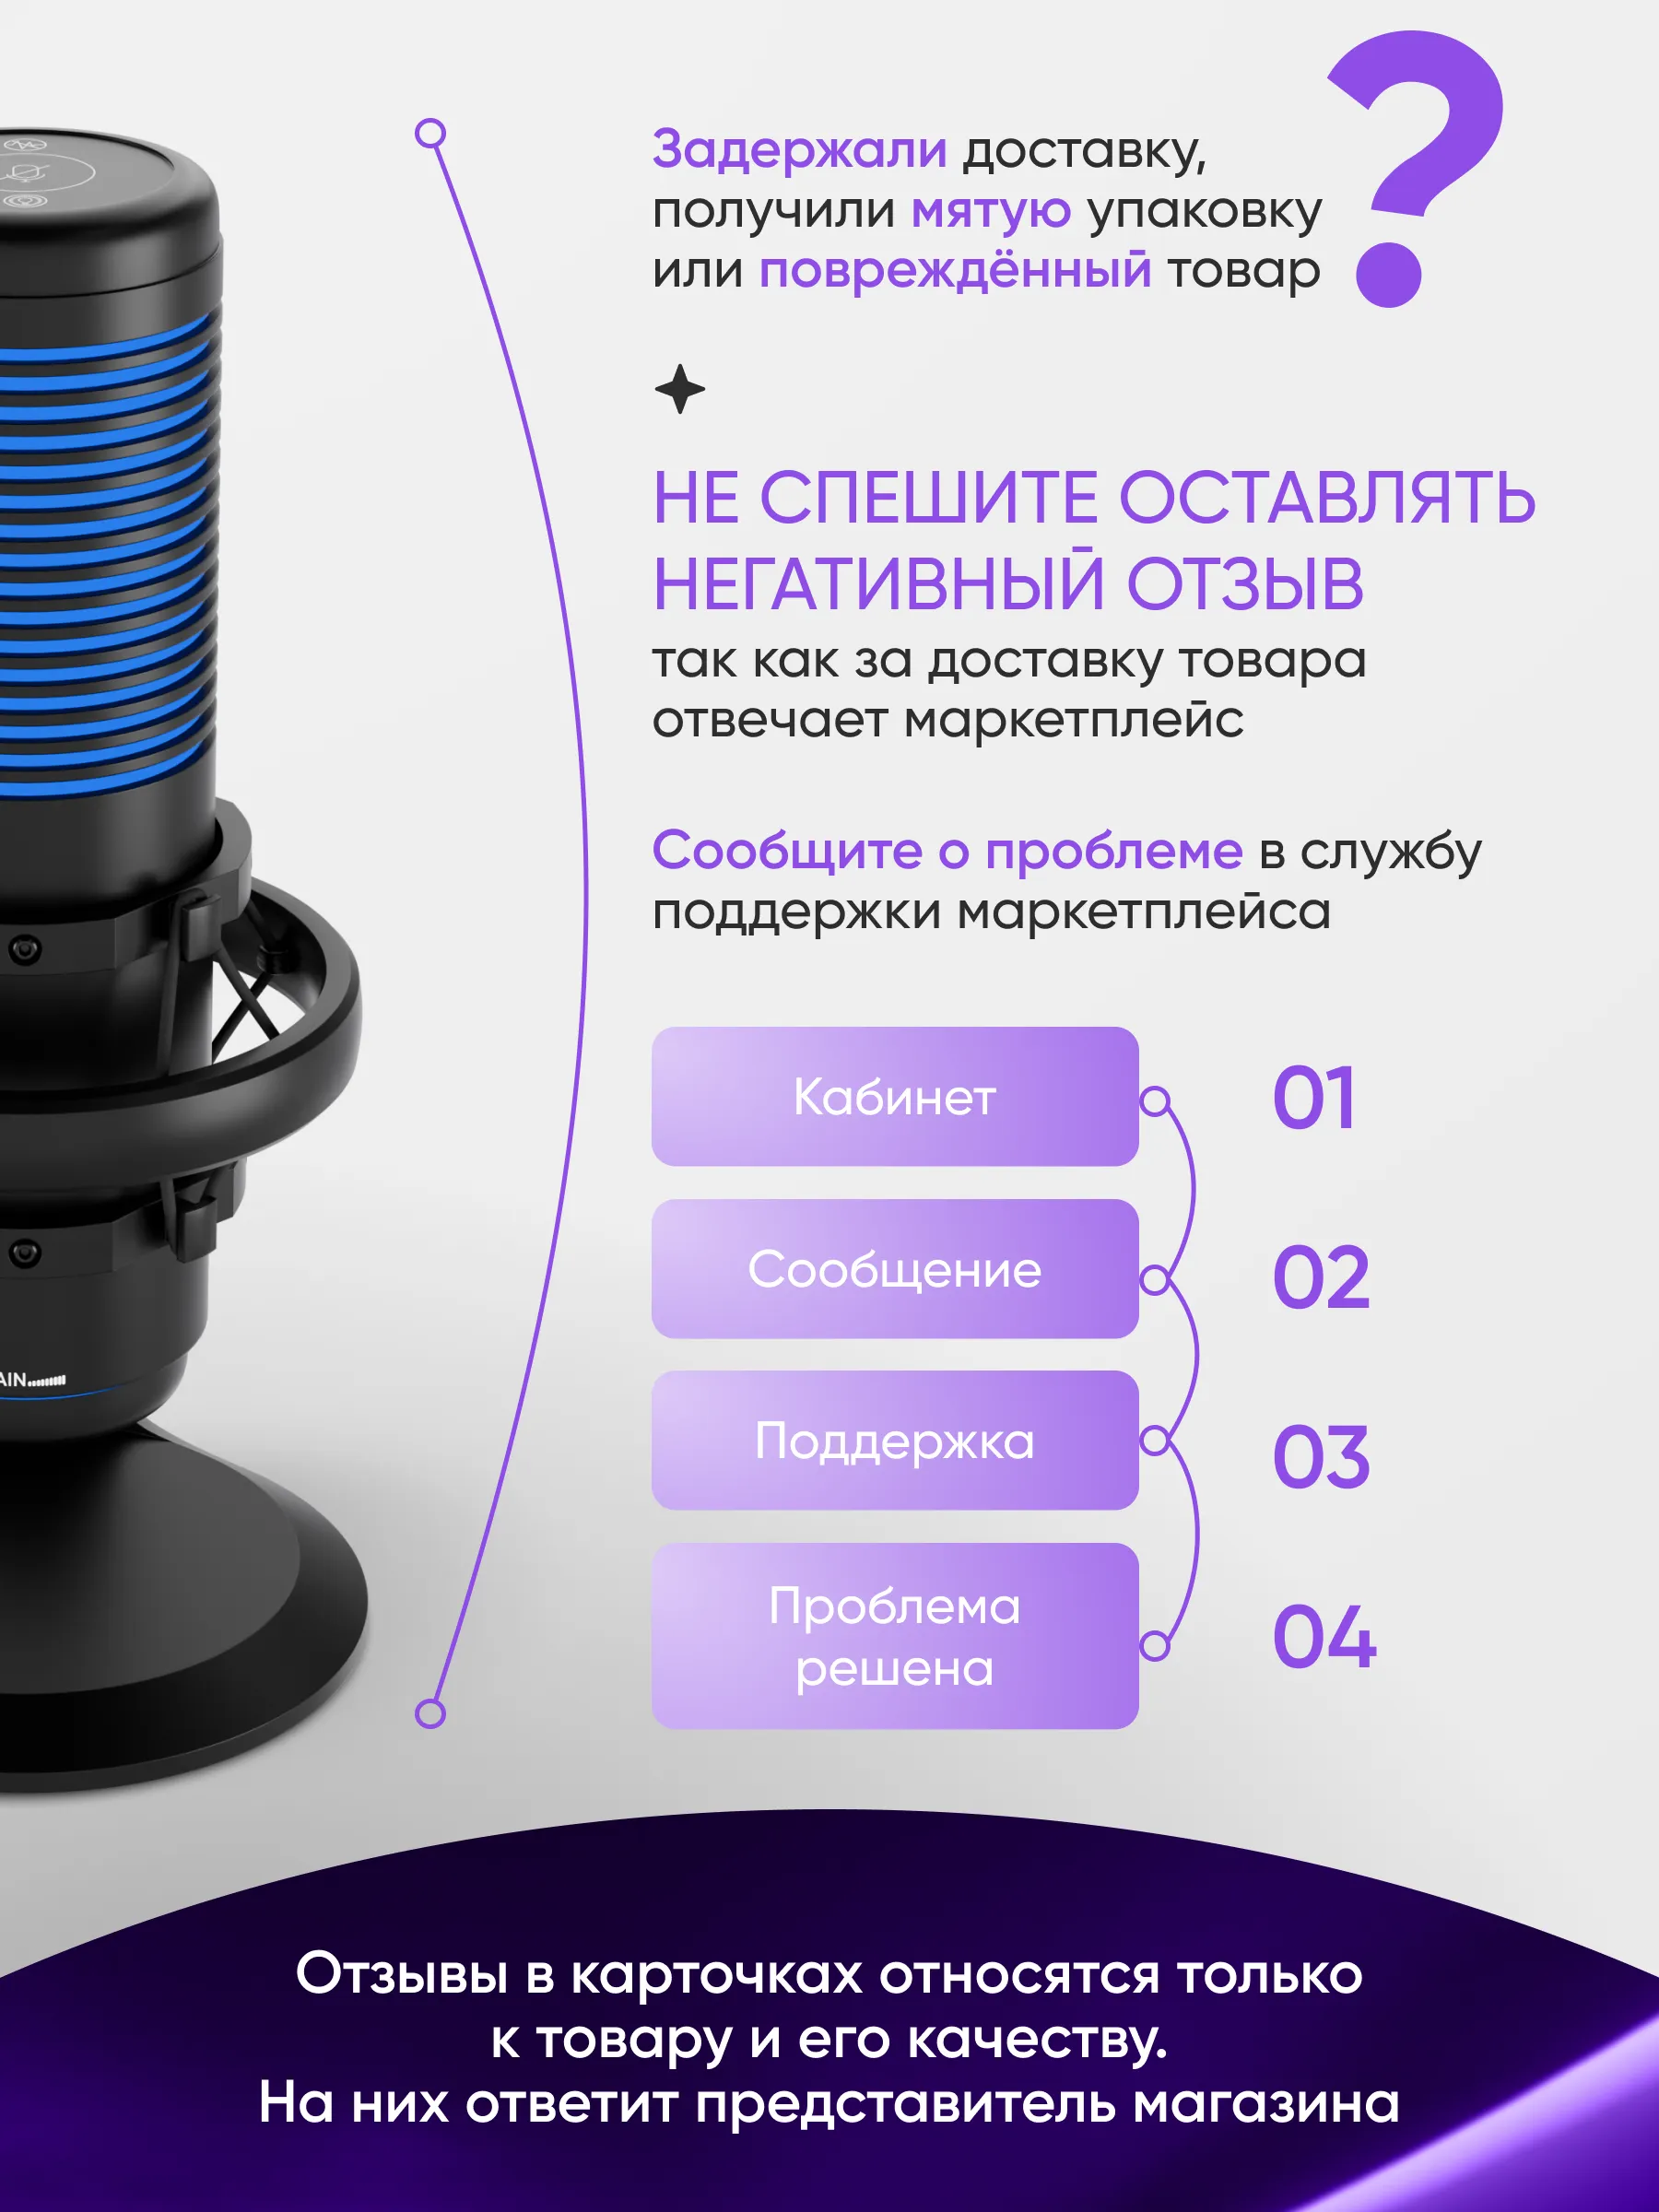 Задержали доставку,
получили мятую упаковку
или повреждённый товар
?
НЕ СПЕШИТЕ ОСТАВЛЯТЬ
НЕГАТИВНЫЙ ОТЗЫВ
так как за доставку товара
отвечает маркетплейс
Сообщите о проблеме в службу
поддержки маркетплейса
Кабинет
01
Сообщение
02
Поддержка
03
Проблема
решена
04
AIN
Отзывы в карточках относятся только
к товару и его качеству.
На них ответит представитель магазина